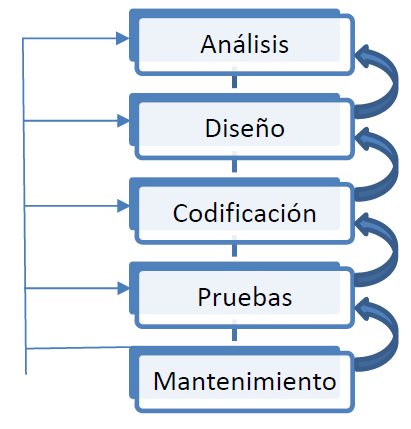 Análisis
Diseño
Codificación
Pruebas
Mantenimiento